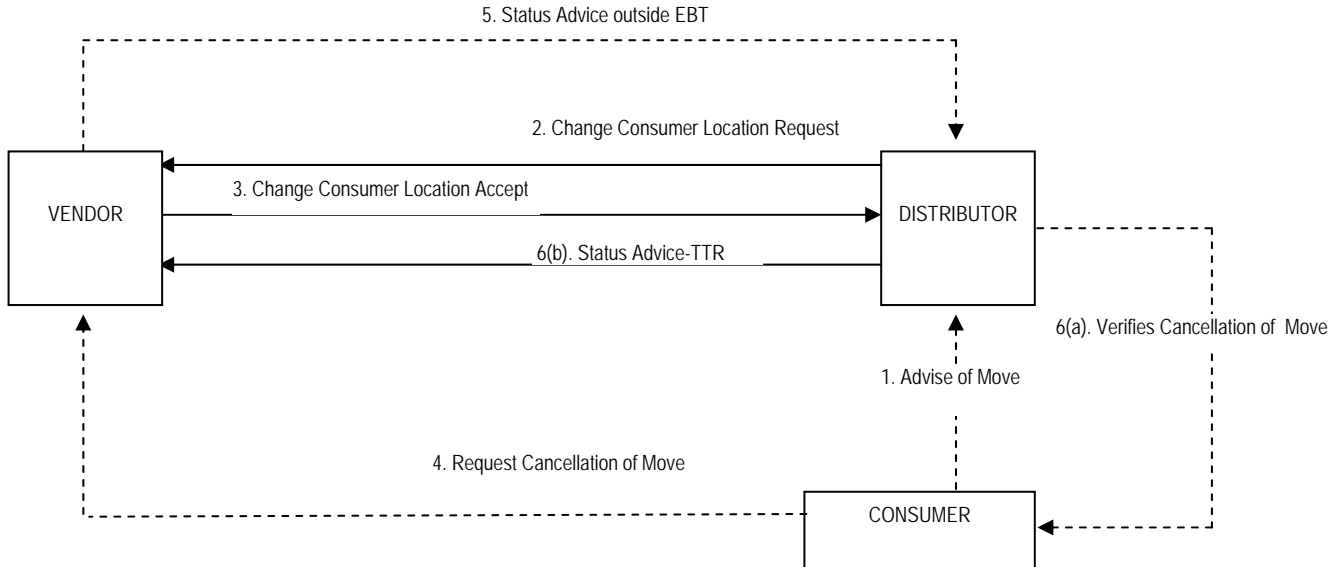 5. Status Advice outside EBT
2. Change Consumer Location Request
3. Change Consumer Location Accept
VENDOR
DISTRIBUTOR
6(b). Status Advice-TTR
6(a). Verifies Cancellation of Move
1. Advise of Move
4. Request Cancellation of Move
CONSUMER